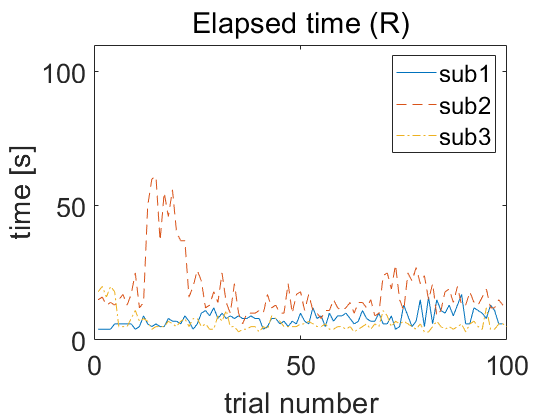 Elapsed time (R)
100
50
0
time [s]
sub1
sub2
sub3
0
50
100
trial number